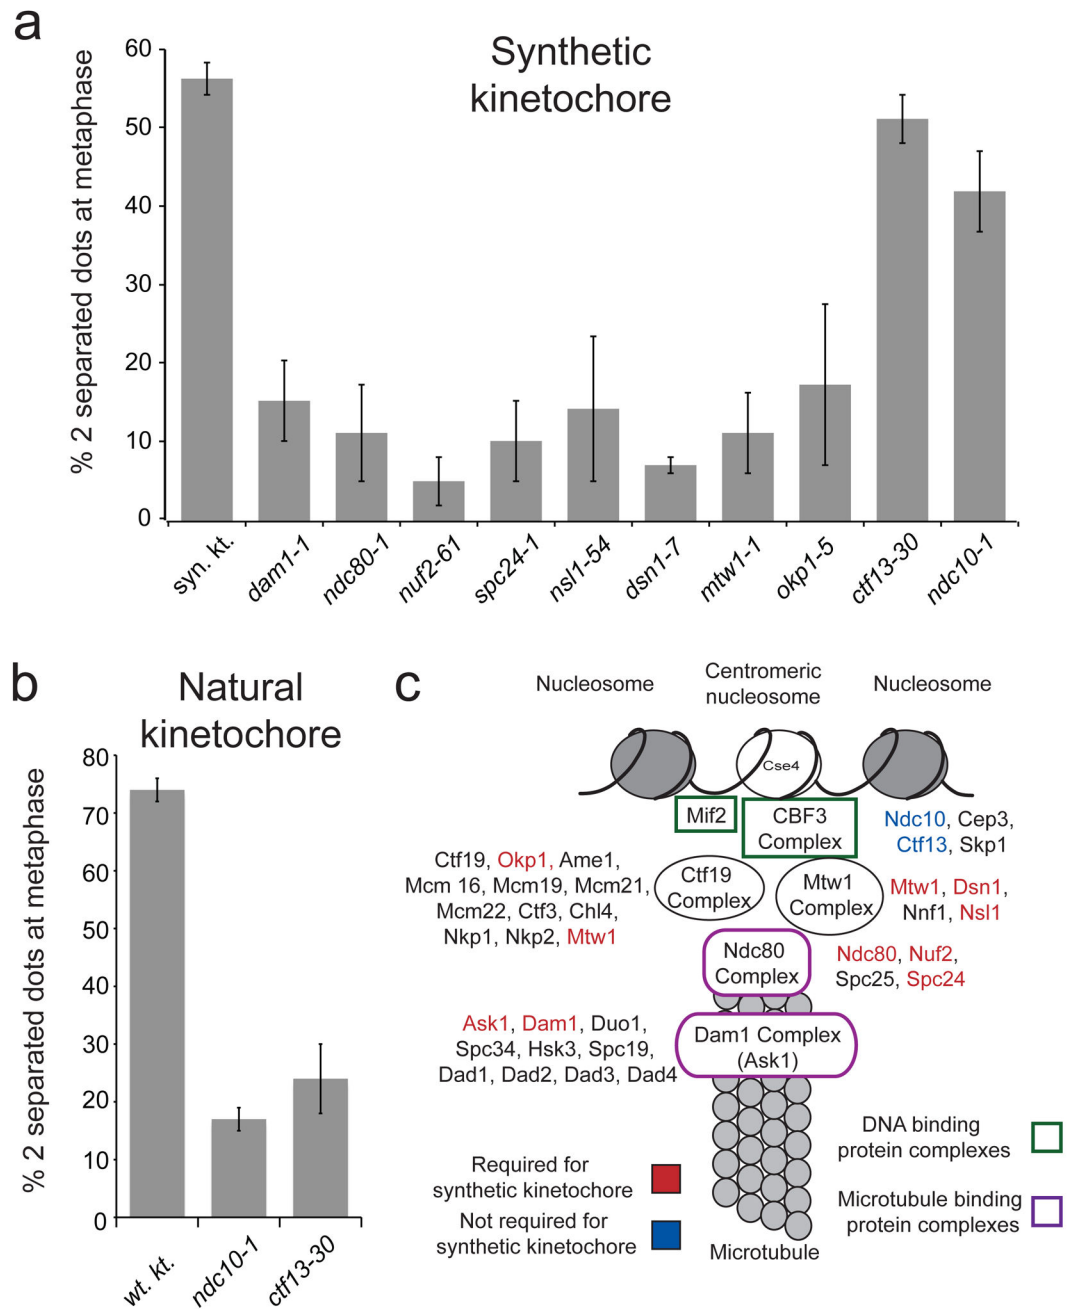 a
Synthetic
kinetochore
% 2 separated dots at metaphase
60
50
40
30
20
10
0
syn. kt.
dam1-1
ndc80-1
nuf2-61
spc24-1
nsl1-54
dsn1-7
mtw1-1
okp1-5
ctf13-30
ndc10-1
b
Natural
kinetochore
% 2 separated dots at metaphase
80
70
60
50
40
30
20
10
0
wt. kt.
ndc10-1
ctf13-30
c
Nucleosome
Centromeric
nucleosome
Nucleosome
Cse4
Mif2
CBF3
Complex
Ndc10, Cep3,
Ctf13, Skp1
Ctf19, Okp1, Ame1,
Mcm 16, Mcm19, Mcm21,
Mcm22, Ctf3, Chl4,
Nkp1, Nkp2, Mtw1
Ctf19
Complex
Mtw1
Complex
Mtw1, Dsn1,
Nnf1, Nsl1
Ndc80
Complex
Ndc80, Nuf2,
Spc25, Spc24
Ask1, Dam1, Duo1,
Spc34, Hsk3, Spc19,
Dad1, Dad2, Dad3, Dad4
Dam1 Complex
(Ask1)
Required for
synthetic kinetochore
Not required for
synthetic kinetochore
Microtubule
DNA binding
protein complexes
Microtubule binding
protein complexes